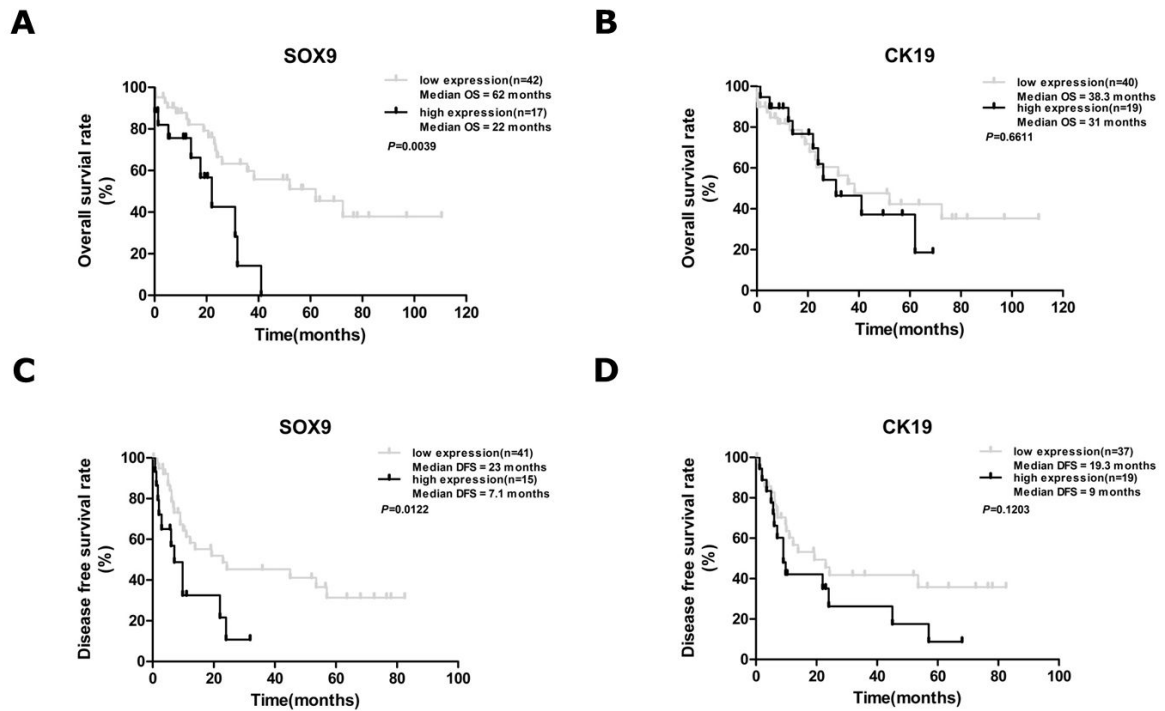 A
SOX9
low expression(n=42)
Median OS = 62 months
high expression(n=17)
Median OS = 22 months
P=0.0039
Overall survial rate
(%)
100
80
60
40
20
0
0 20 40 60 80 100 120
Time(months)
B
CK19
low expression(n=40)
Median OS = 38.3 months
high expression(n=19)
Median OS = 31 months
P=0.6611
Overall survial rate
(%)
100
80
60
40
20
0
0 20 40 60 80 100 120
Time(months)
C
SOX9
low expression(n=41)
Median DFS = 23 months
high expression(n=15)
Median DFS = 7.1 months
P=0.0122
Disease free survival rate
(%)
100
80
60
40
20
0
0 20 40 60 80 100
Time(months)
D
CK19
low expression(n=37)
Median DFS = 19.3 months
high expression(n=19)
Median DFS = 9 months
P=0.1203
Disease free survival rate
(%)
100
80
60
40
20
0
0 20 40 60 80 100
Time(months)